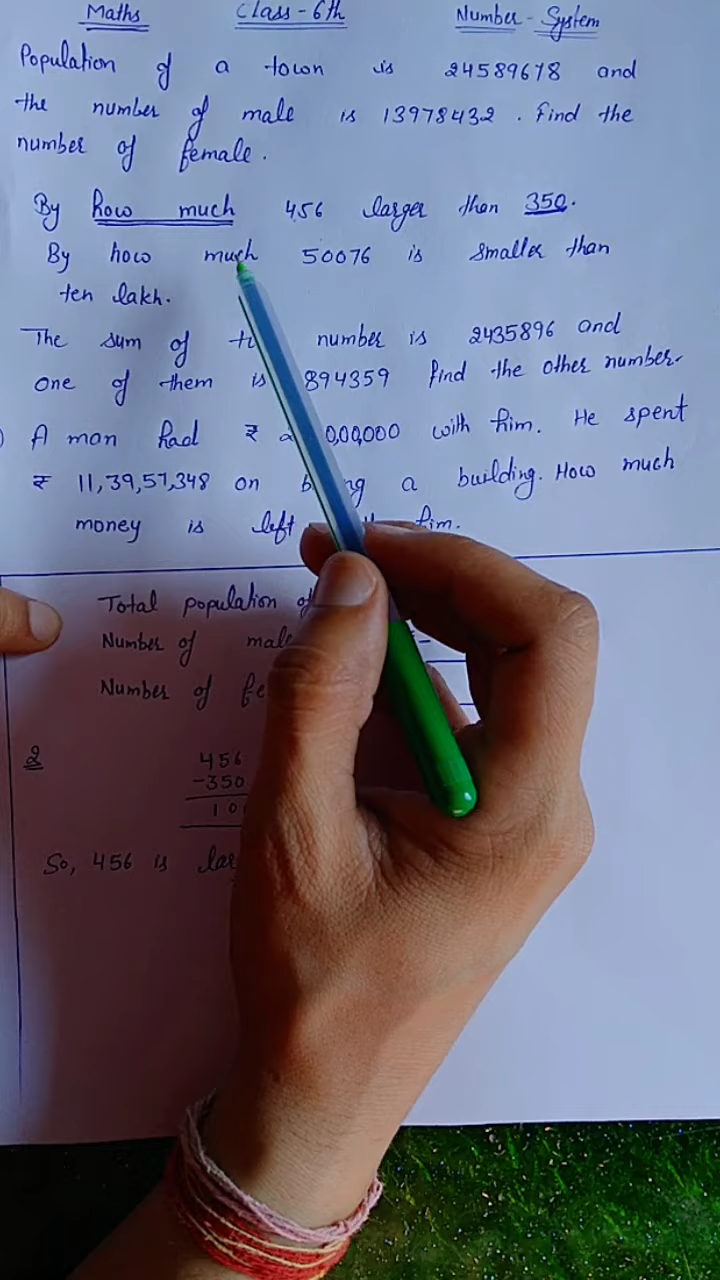 Maths Class-6th Number-System
Population of a town is 24589678 and
the number of male is 13978432. Find the
number of female.
By how much 456 larger than 350.
By how much 50076 is smaller than
ten lakh.
The sum of number is 2435896 and
one of them is 894359 find the other number.
) A man had ₹ 0,00,000 with him. He spent
₹ 11,39,57,348 on a building. How much
money is left him.
Total population of
Number of male
Number of
2
456
-350
10
So, 456 is